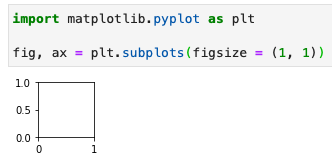 import matplotlib.pyplot as plt
fig, ax = plt.subplots(figsize = (1, 1))
1.0
0.5
0.0
0 1